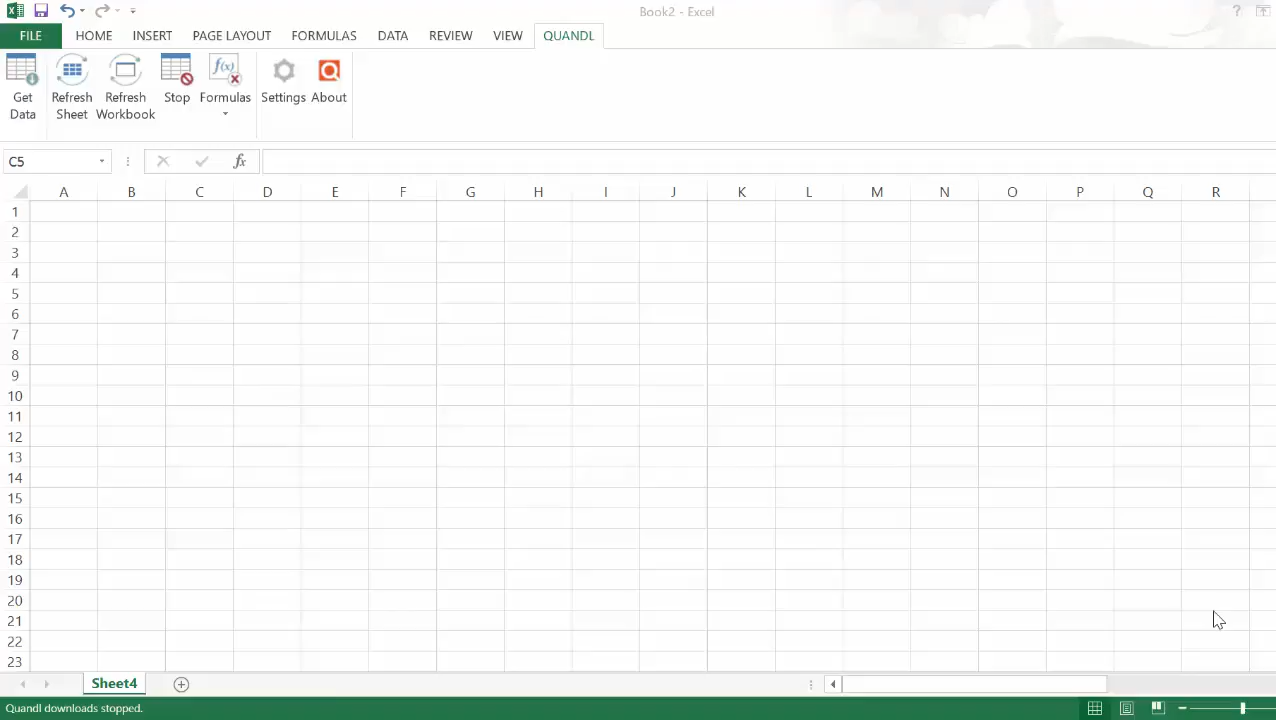 Book2 - Excel
?
FILE HOME INSERT PAGE LAYOUT FORMULAS DATA REVIEW VIEW QUANDL
Get Data
Refresh Sheet
Refresh Workbook
Stop
f(x)
Formulas
Settings
About
C5
fx
A B C D E F G H I J K L M N O P Q R
1
2
3
4
5
6
7
8
9
10
11
12
13
14
15
16
17
18
19
20
21
22
23
Sheet4
Quandl downloads stopped.